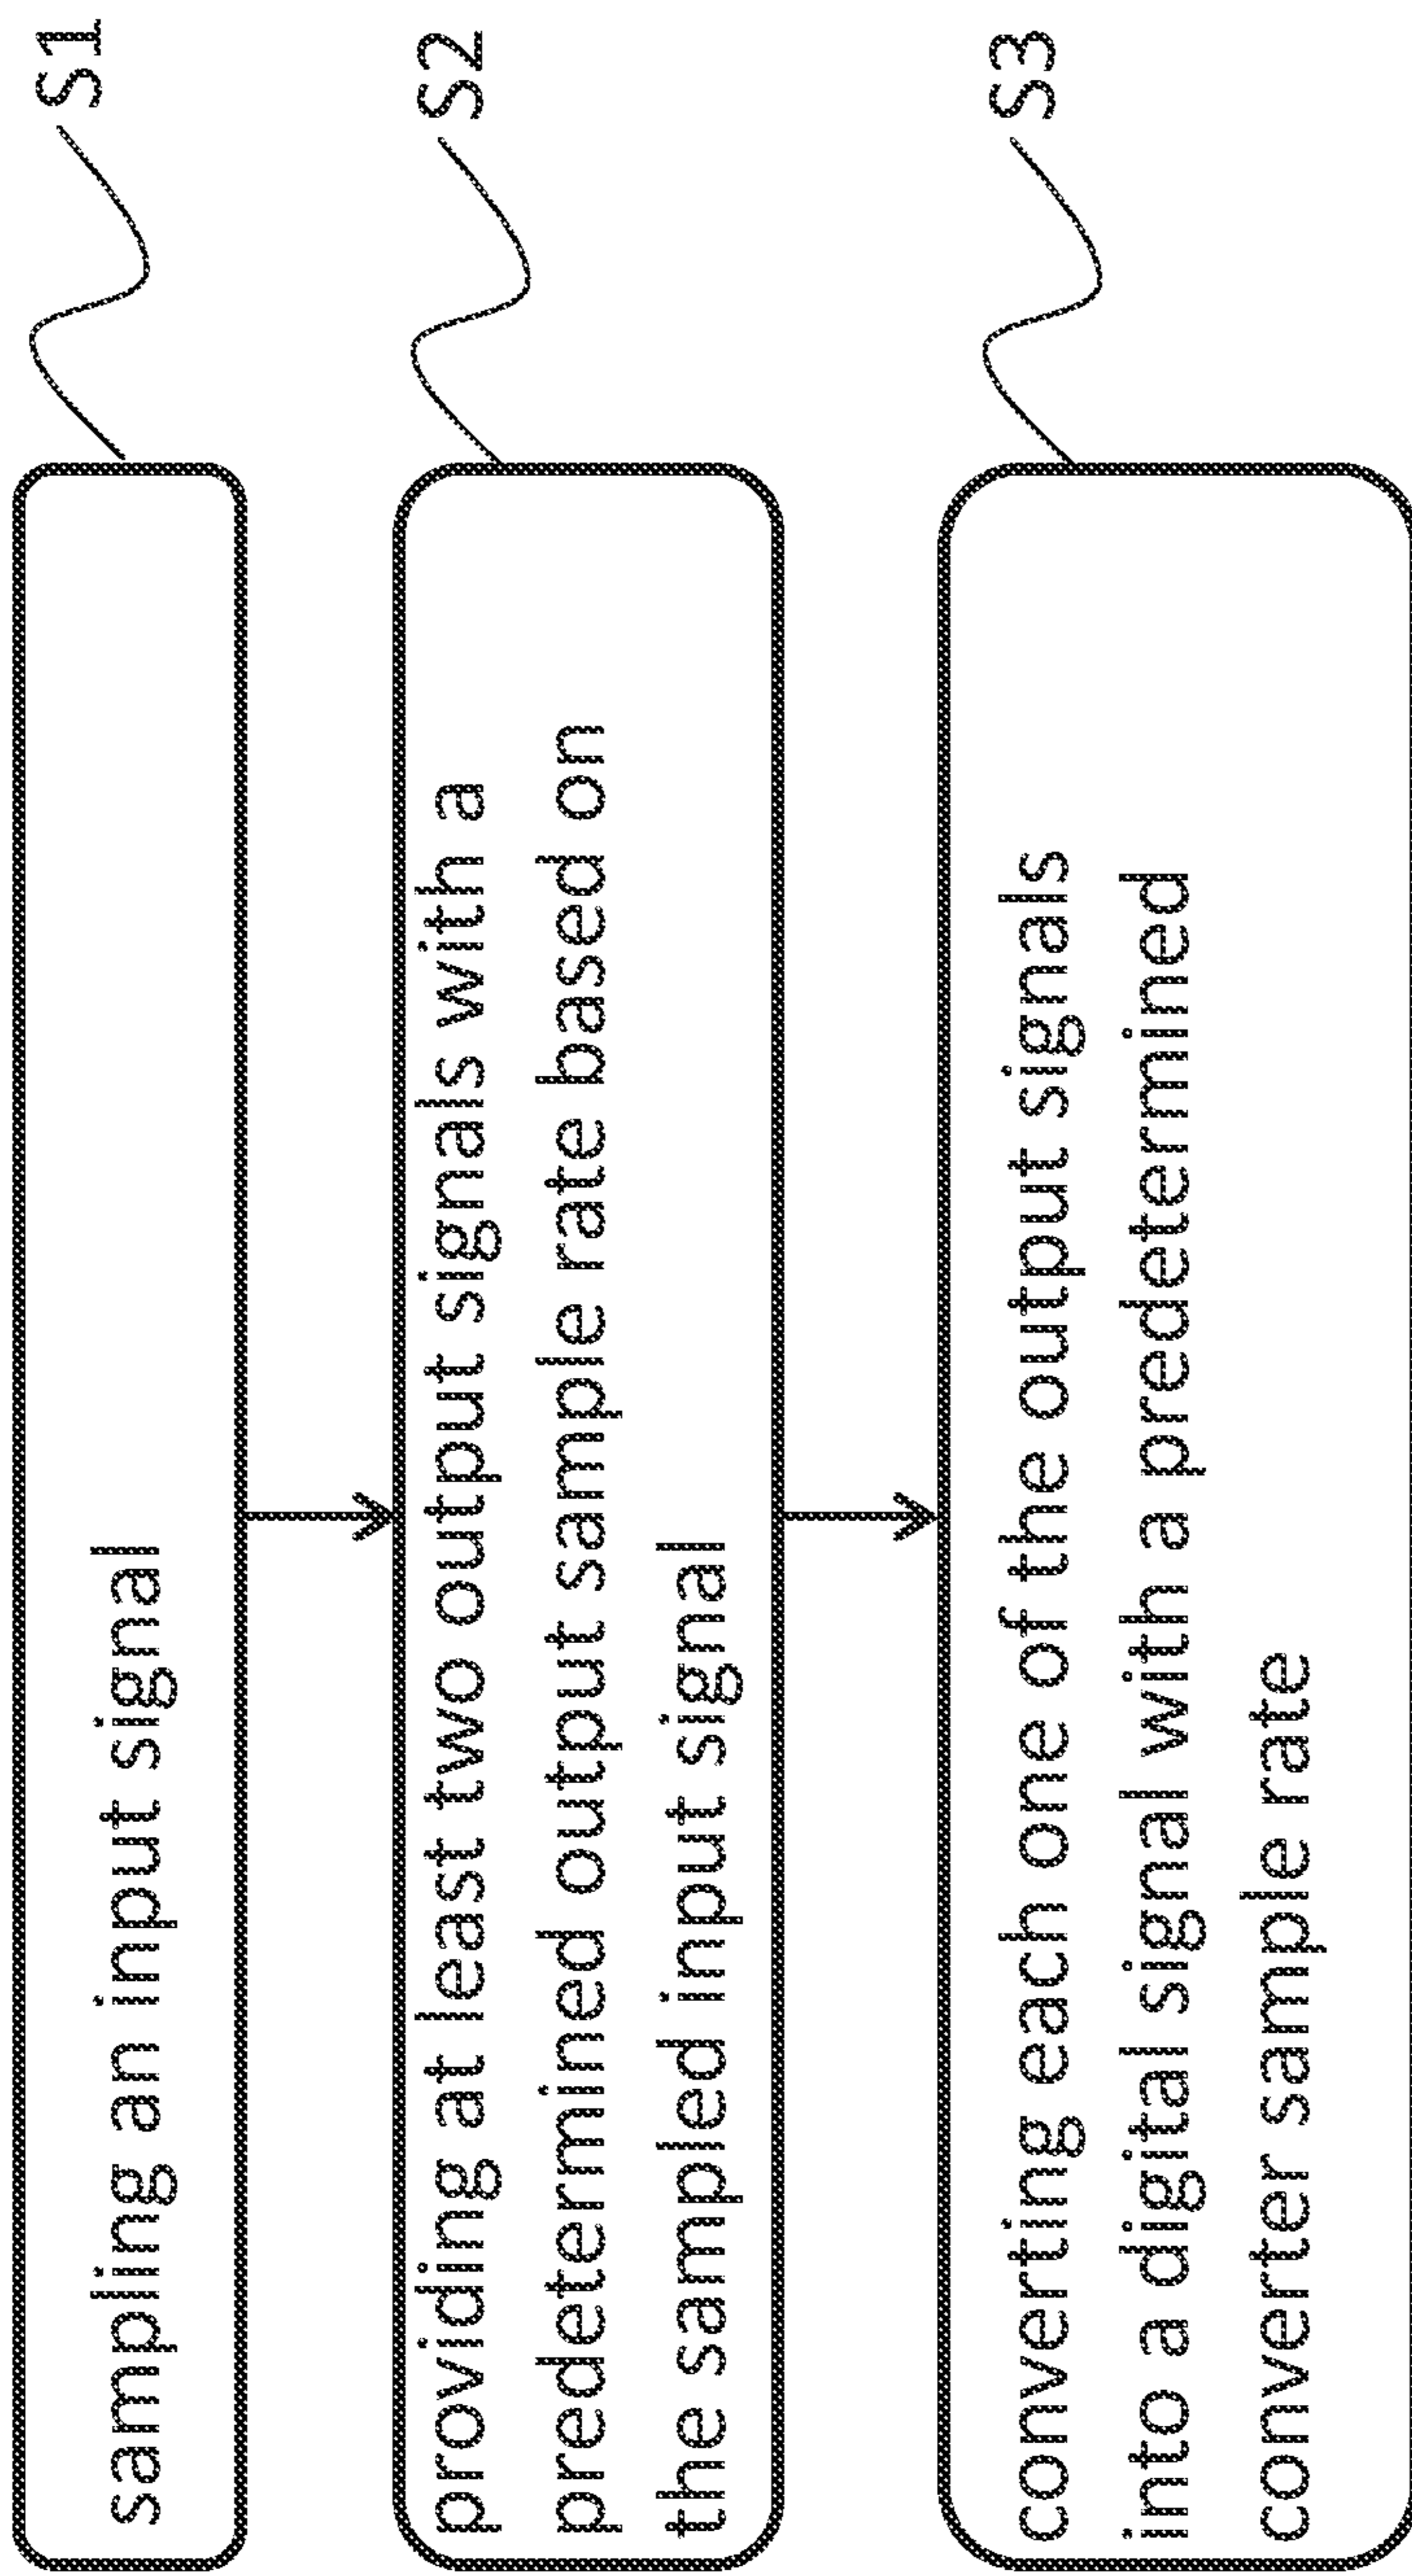 sampling an input signal
S1
providing at least two output signals with a
predetermined output sample rate based on
the sampled input signal
S2
converting each one of the output signals
into a digital signal with a predetermined
converter sample rate
S3